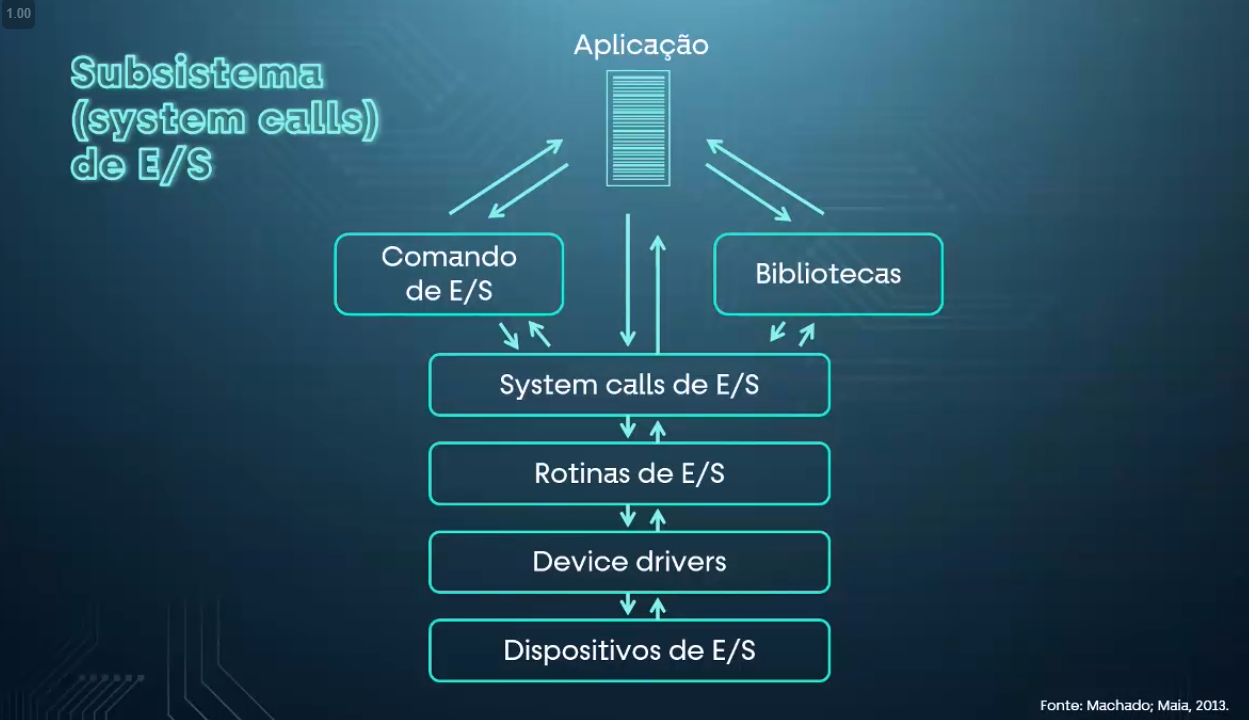 1.00
Subsistema
(system calls)
de E/S
Aplicação
Comando
de E/S
Bibliotecas
System calls de E/S
Rotinas de E/S
Device drivers
Dispositivos de E/S
Fonte: Machado; Maia, 2013.